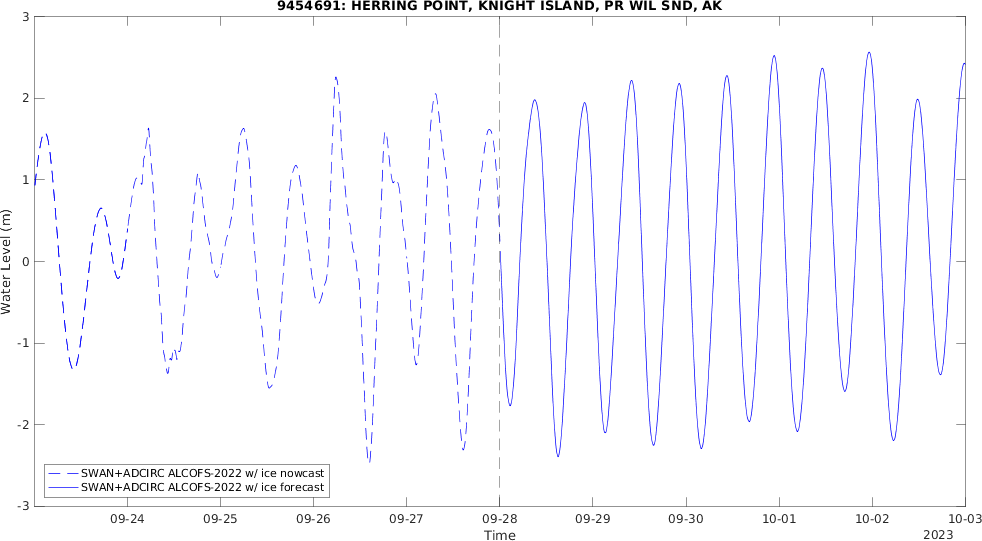 9454691: HERRING POINT, KNIGHT ISLAND, PR WIL SND, AK
3
2
1
0
-1
-2
-3
Water Level (m)
SWAN+ADCIRC ALCOFS-2022 w/ ice nowcast
SWAN+ADCIRC ALCOFS-2022 w/ ice forecast
09-24 09-25 09-26 09-27 09-28 09-29 09-30 10-01 10-02 10-03
Time
2023